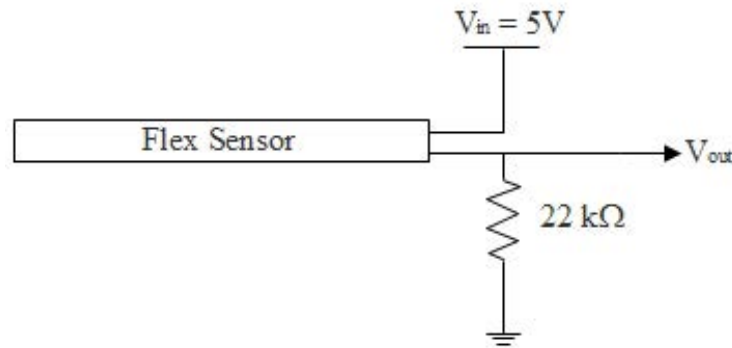 Vin = 5V
Flex Sensor
Vout
22 kΩ